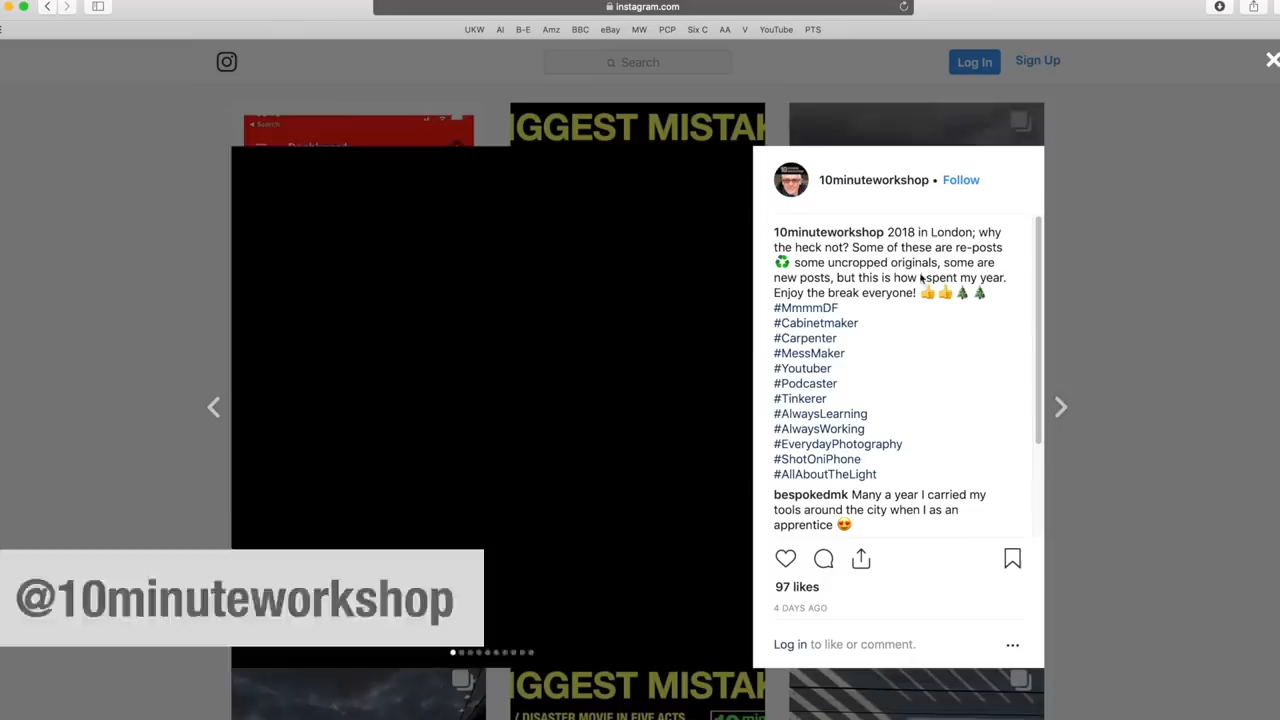 instagram.com
UKW AI B-E Amz BBC eBay MW PCP Six C AA V YouTube PTS
Search
Log In
Sign Up
Search
Dashboard
IGGEST MISTAK
10minuteworkshop • Follow
10minuteworkshop 2018 in London; why
the heck not? Some of these are re-posts
♻️ some uncropped originals, some are
new posts, but this is how spent my year.
Enjoy the break everyone! 👍👍🎄🎄
#MmmmDF
#Cabinetmaker
#Carpenter
#MessMaker
#Youtuber
#Podcaster
#Tinkerer
#AlwaysLearning
#AlwaysWorking
#EverydayPhotography
#ShotOniPhone
#AllAboutTheLight
bespokedmk Many a year I carried my
tools around the city when I as an
apprentice 😍
97 likes
4 DAYS AGO
Log in to like or comment.
@10minuteworkshop
IGGEST MISTAK
/ DISASTER MOVIE IN FIVE ACTS